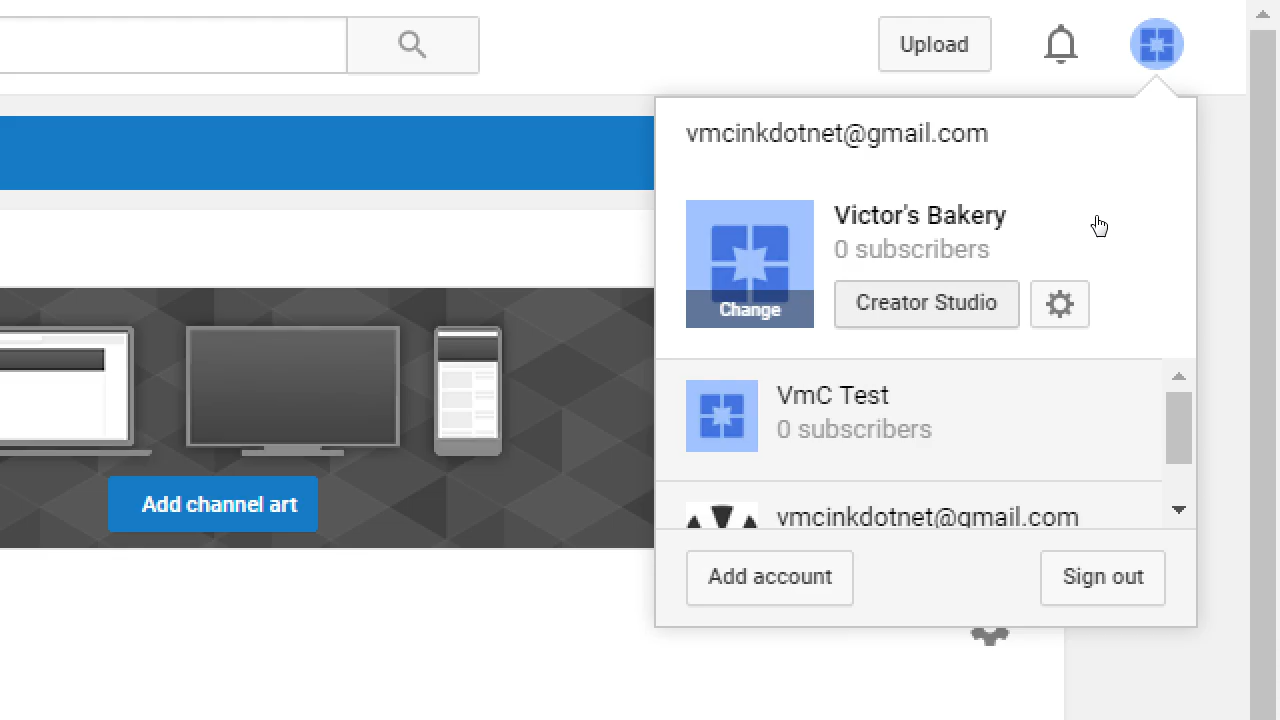 Upload
vmcinkdotnet@gmail.com
Victor's Bakery
0 subscribers
Change
Creator Studio
VmC Test
0 subscribers
Add channel art
vmcinkdotnet@gmail.com
Add account
Sign out